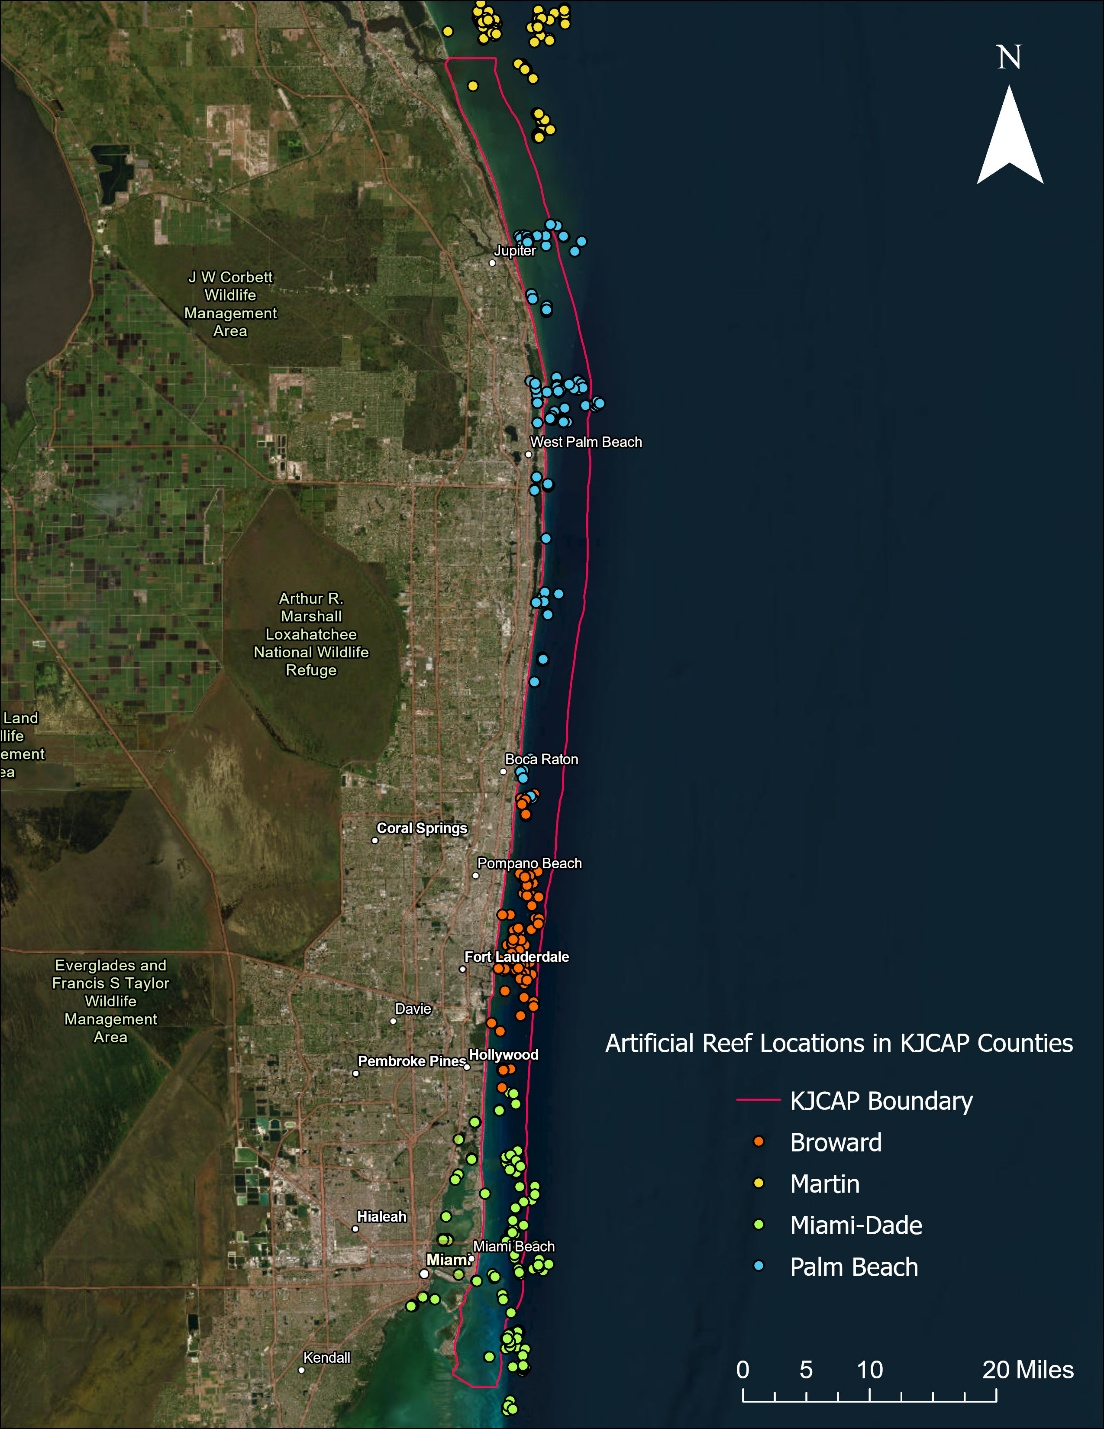 N
Jupiter
J W Corbett
Wildlife
Management
Area
West Palm Beach
Arthur R.
Marshall
Loxahatchee
National Wildlife
Refuge
Land
llife
ement
ea
Boca Raton
Coral Springs
Pompano Beach
Fort Lauderdale
Everglades and
Francis S Taylor
Wildlife
Management
Area
Davie
Hollywood
Pembroke Pines
Hialeah
Miami Beach
Miami
Kendall
Artificial Reef Locations in KJCAP Counties
KJCAP Boundary
Broward
Martin
Miami-Dade
Palm Beach
0 5 10 20 Miles